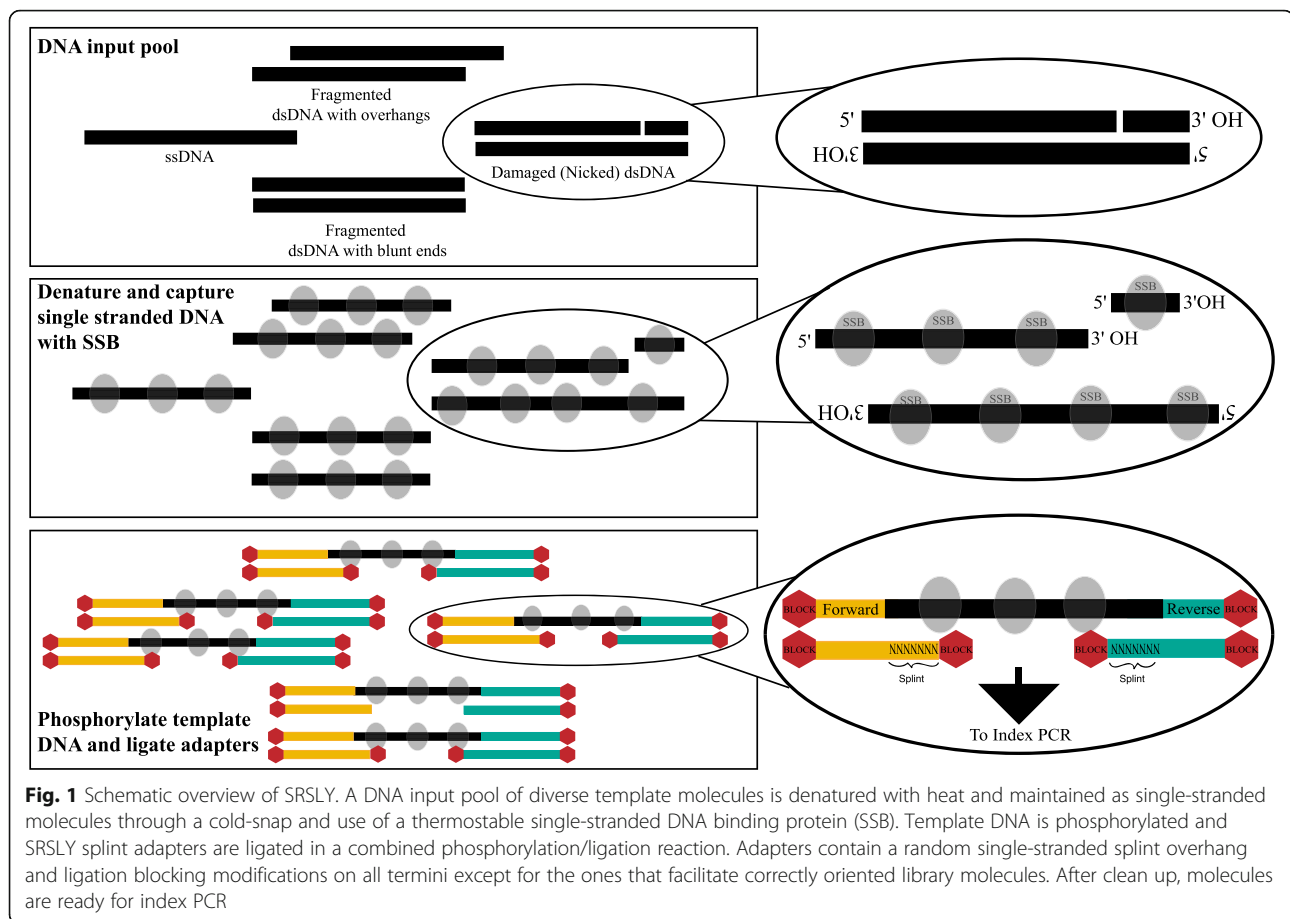 DNA input pool
Fragmented
dsDNA with overhangs
ssDNA
Damaged (Nicked) dsDNA
Fragmented
dsDNA with blunt ends
5'
3' OH
HO 3'
5'
Denature and capture
single stranded DNA
with SSB
SSB
5'
3'OH
SSB
SSB
SSB
5'
3' OH
SSB
SSB
SSB
SSB
HO 3'
5'
Phosphorylate template
DNA and ligate adapters
BLOCK
Forward
Reverse
BLOCK
BLOCK
NNNNNNN
BLOCK
BLOCK
NNNNNNN
BLOCK
Splint
Splint
To Index PCR
Fig. 1 Schematic overview of SRSLY. A DNA input pool of diverse template molecules is denatured with heat and maintained as single-stranded
molecules through a cold-snap and use of a thermostable single-stranded DNA binding protein (SSB). Template DNA is phosphorylated and
SRSLY splint adapters are ligated in a combined phosphorylation/ligation reaction. Adapters contain a random single-stranded splint overhang
and ligation blocking modifications on all termini except for the ones that facilitate correctly oriented library molecules. After clean up, molecules
are ready for index PCR